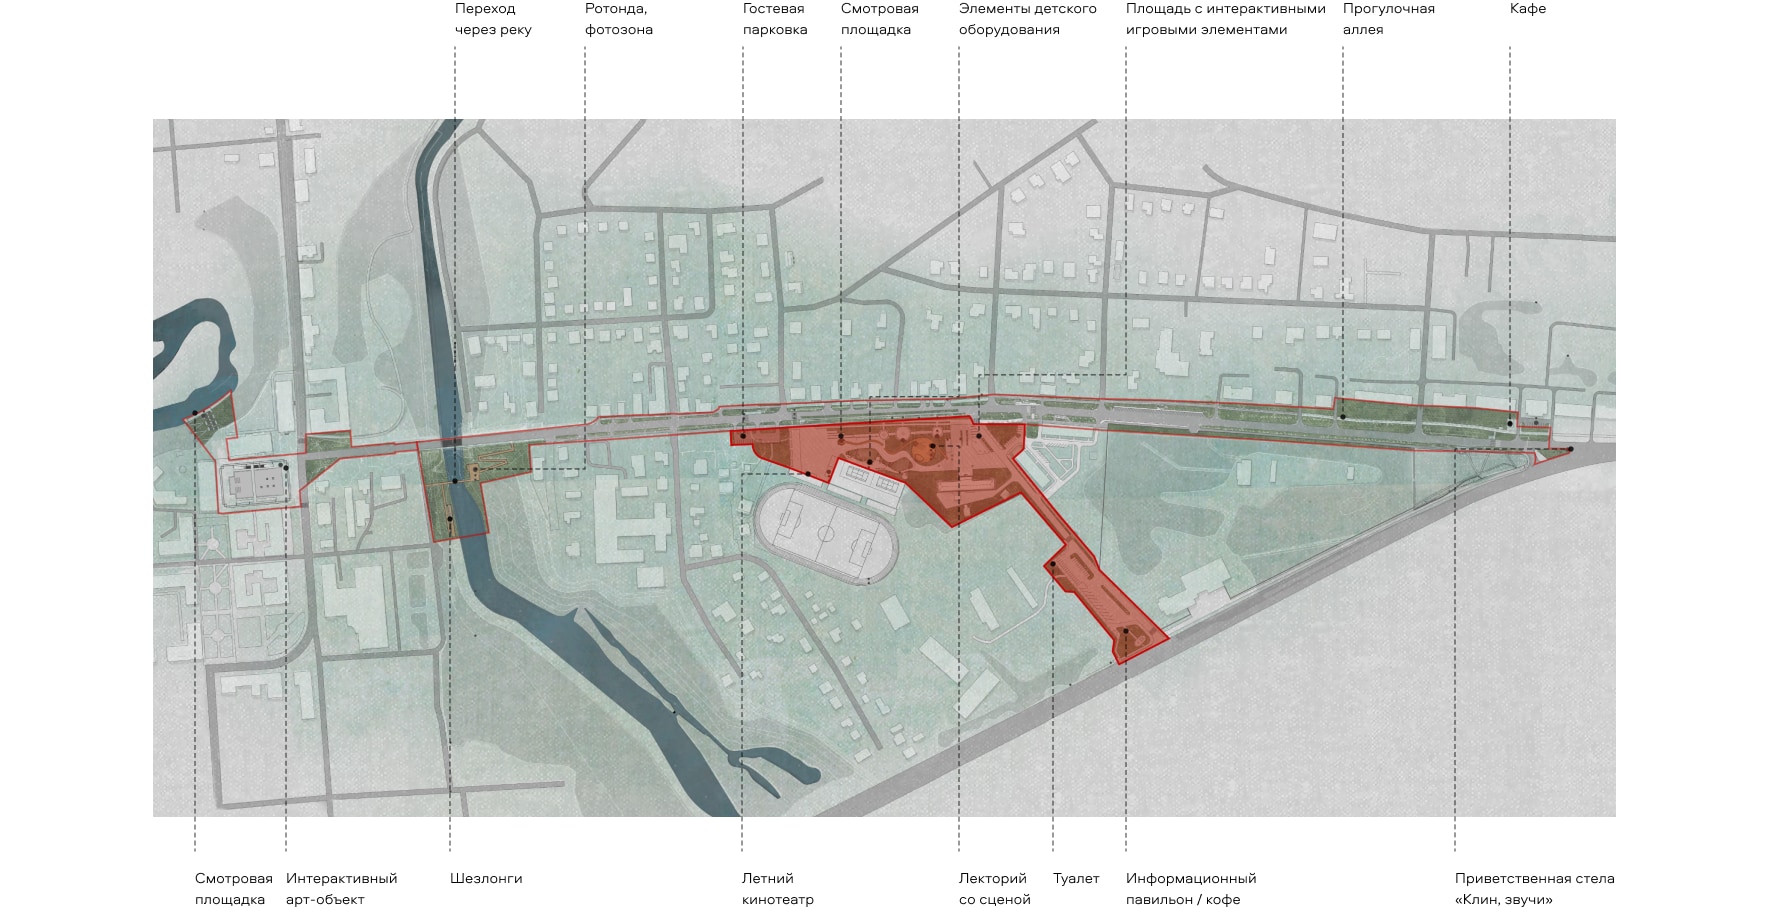 Переход
через реку
Ротонда,
фотозона
Гостевая
парковка
Смотровая
площадка
Элементы детского
оборудования
Площадь с интерактивными
игровыми элементами
Прогулочная
аллея
Кафе
Смотровая
площадка
Интерактивный
арт-объект
Шезлонги
Летний
кинотеатр
Лекторий
со сценой
Туалет
Информационный
павильон / кофе
Приветственная стела
«Клин, звучи»